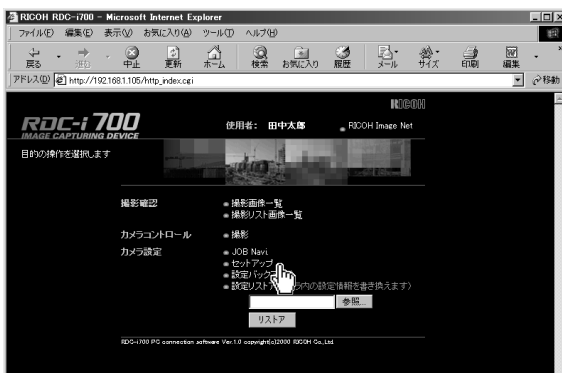 RICOH RDC-i700 - Microsoft Internet Explorer
ファイル(F) 編集(E) 表示(V) お気に入り(A) ツール(T) ヘルプ(H)
戻る 進む 中止 更新 ホーム 検索 お気に入り 履歴 メール サイズ 印刷 編集
アドレス(D) http://192.168.1.105/http_index.cgi 移動
RICOH
RDC-i 700
IMAGE CAPTURING DEVICE
使用者: 田中太郎 RICOH Image Net
目的の操作を選択します
撮影確認 撮影画像一覧
撮影リスト画像一覧
カメラコントロール 撮影
カメラ設定 JOB Navi
セットアップ
設定バック
設定リスト 内の設定情報を書き換えます)
参照...
リストア
RDC-i700 PC connection software Ver.1.0 copyright(c)2000 RICOH Co.,Ltd.